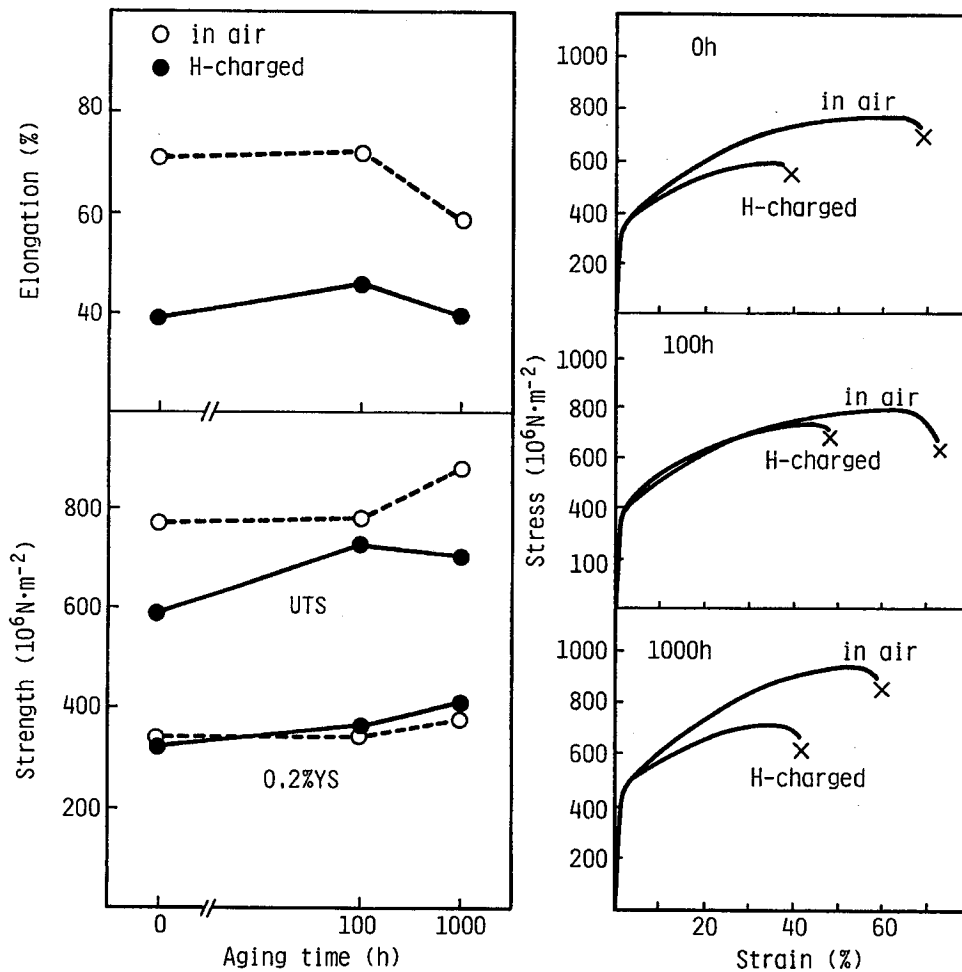 in air
H-charged
80
60
40
Elongation (%)
800
600
400
200
Strength (10⁶N·m⁻²)
UTS
0.2%YS
0
100
1000
Aging time (h)
1000
800
600
400
200
0h
in air
H-charged
1000
800
600
400
100
100h
in air
H-charged
Stress (10⁶N·m⁻²)
1000
800
600
400
200
1000h
in air
H-charged
20
40
60
Strain (%)